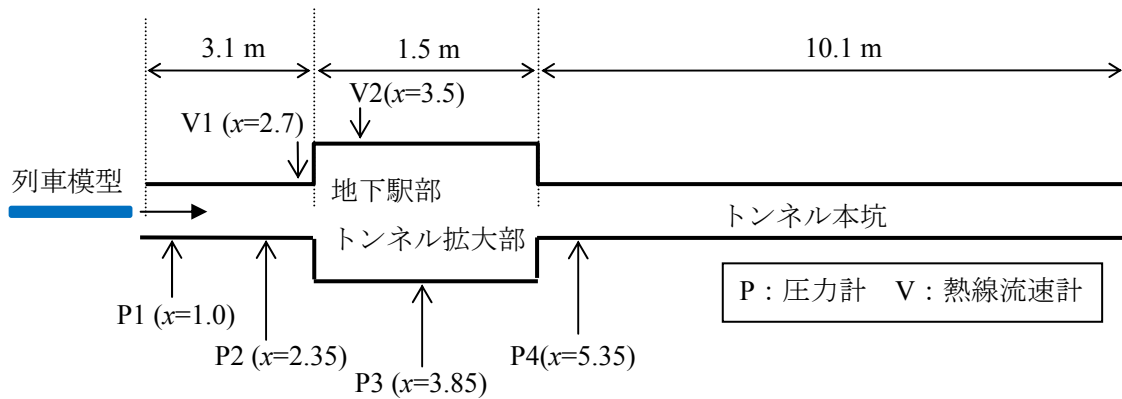 3.1 m
1.5 m
10.1 m
V2(x=3.5)
V1 (x=2.7)
列車模型
地下駅部
トンネル拡大部
トンネル本坑
P：圧力計　V：熱線流速計
P1 (x=1.0)
P2 (x=2.35)
P3 (x=3.85)
P4(x=5.35)